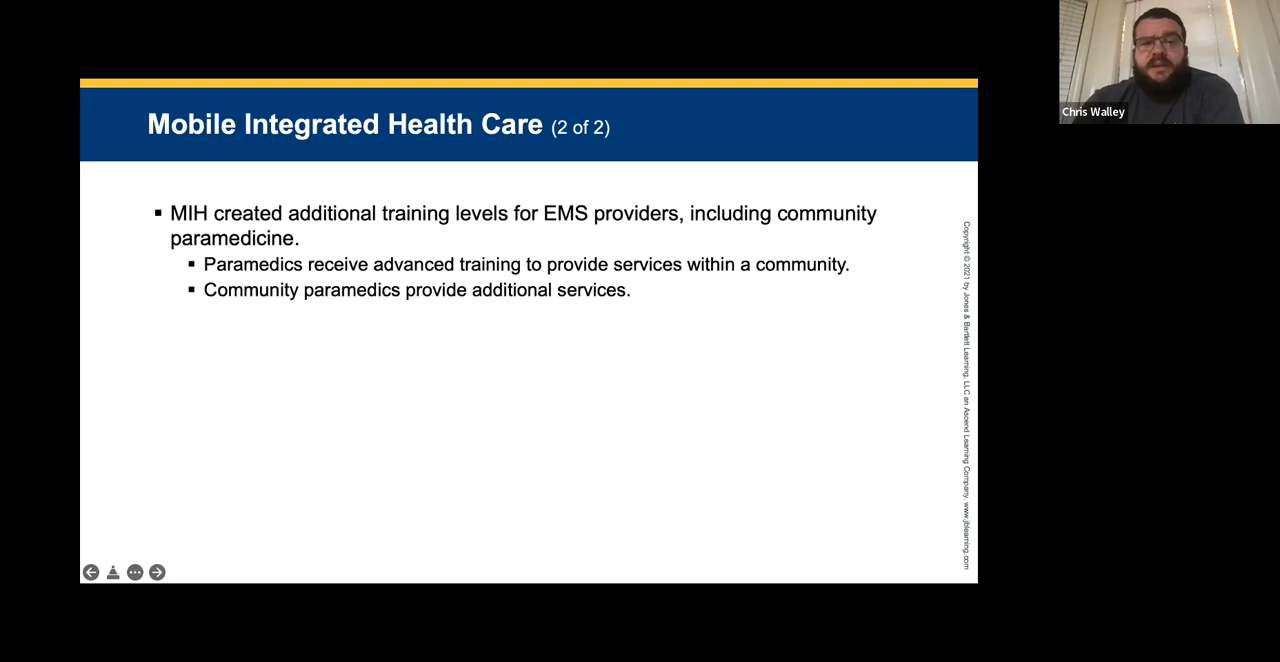 Mobile Integrated Health Care (2 of 2)
▪ MIH created additional training levels for EMS providers, including community
paramedicine.
▪ Paramedics receive advanced training to provide services within a community.
▪ Community paramedics provide additional services.
Copyright © 2021 by Jones & Bartlett Learning, LLC an Ascend Learning Company. www.jblearning.com
Chris Walley